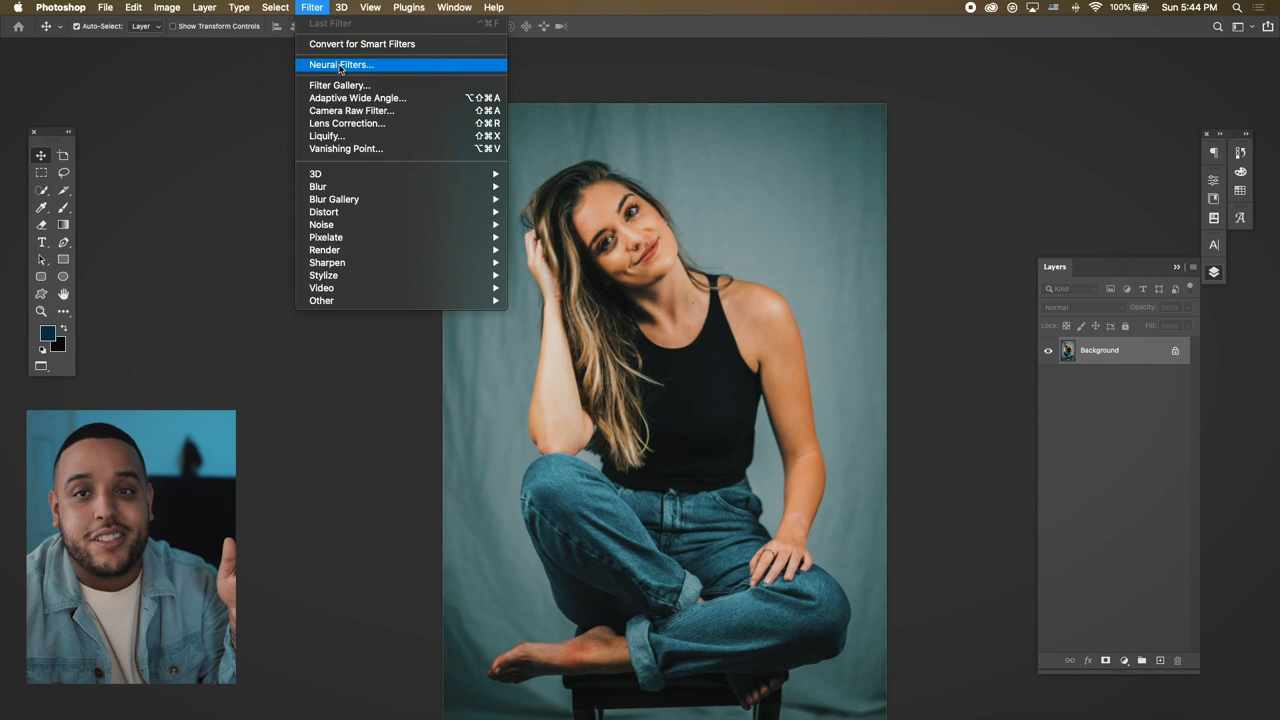 Photoshop File Edit Image Layer Type Select Filter 3D View Plugins Window Help 100% Sun 5:44 PM
Auto-Select: Layer Show Transform Controls
Last Filter ^⌘F
Convert for Smart Filters
Neural Filters...
Filter Gallery...
Adaptive Wide Angle... ⌥⇧⌘A
Camera Raw Filter... ⇧⌘A
Lens Correction... ⇧⌘R
Liquify... ⇧⌘X
Vanishing Point... ⌥⌘V
3D
Blur
Blur Gallery
Distort
Noise
Pixelate
Render
Sharpen
Stylize
Video
Other
Layers
Kind
Normal Opacity: 100%
Lock: Fill: 100%
Background
fx